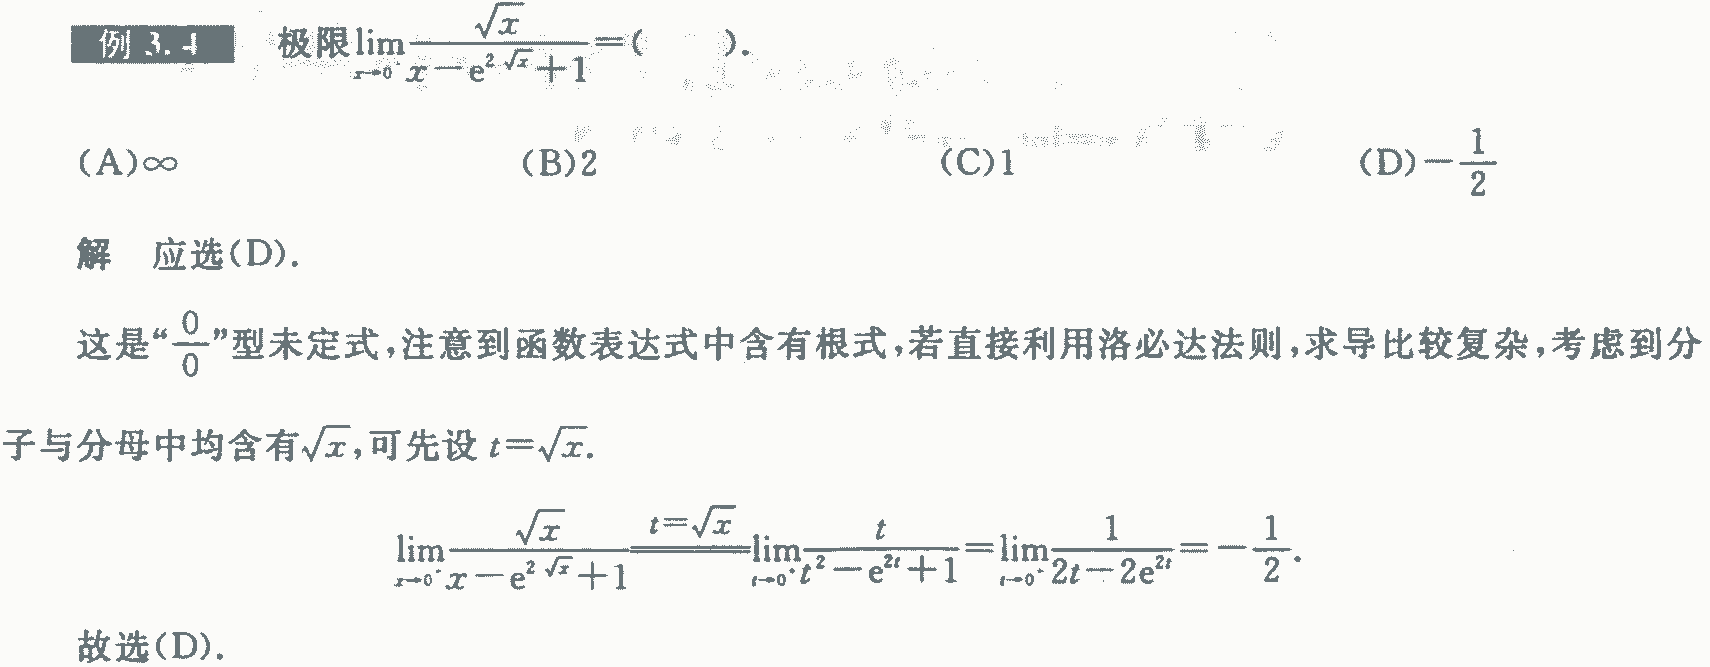 例 3.4 极限$\lim\limits_{x\to 0^+}\frac{\sqrt{x}}{x-\mathrm{e}^{2\sqrt{x}}+1}$=( ).
(A)∞ (B)2 (C)1 (D)$-\frac{1}{2}$
解 应选(D).
这是“$\frac{0}{0}$”型未定式,注意到函数表达式中含有根式,若直接利用洛必达法则,求导比较复杂,考虑到分
子与分母中均含有$\sqrt{x}$,可先设 $t=\sqrt{x}$.
$\lim\limits_{x\to 0^+}\frac{\sqrt{x}}{x-\mathrm{e}^{2\sqrt{x}}+1}\xlongequal{t=\sqrt{x}}\lim\limits_{t\to 0^+}\frac{t}{t^2-\mathrm{e}^{2t}+1}=\lim\limits_{t\to 0^+}\frac{1}{2t-2\mathrm{e}^{2t}}=-\frac{1}{2}.$
故选(D).